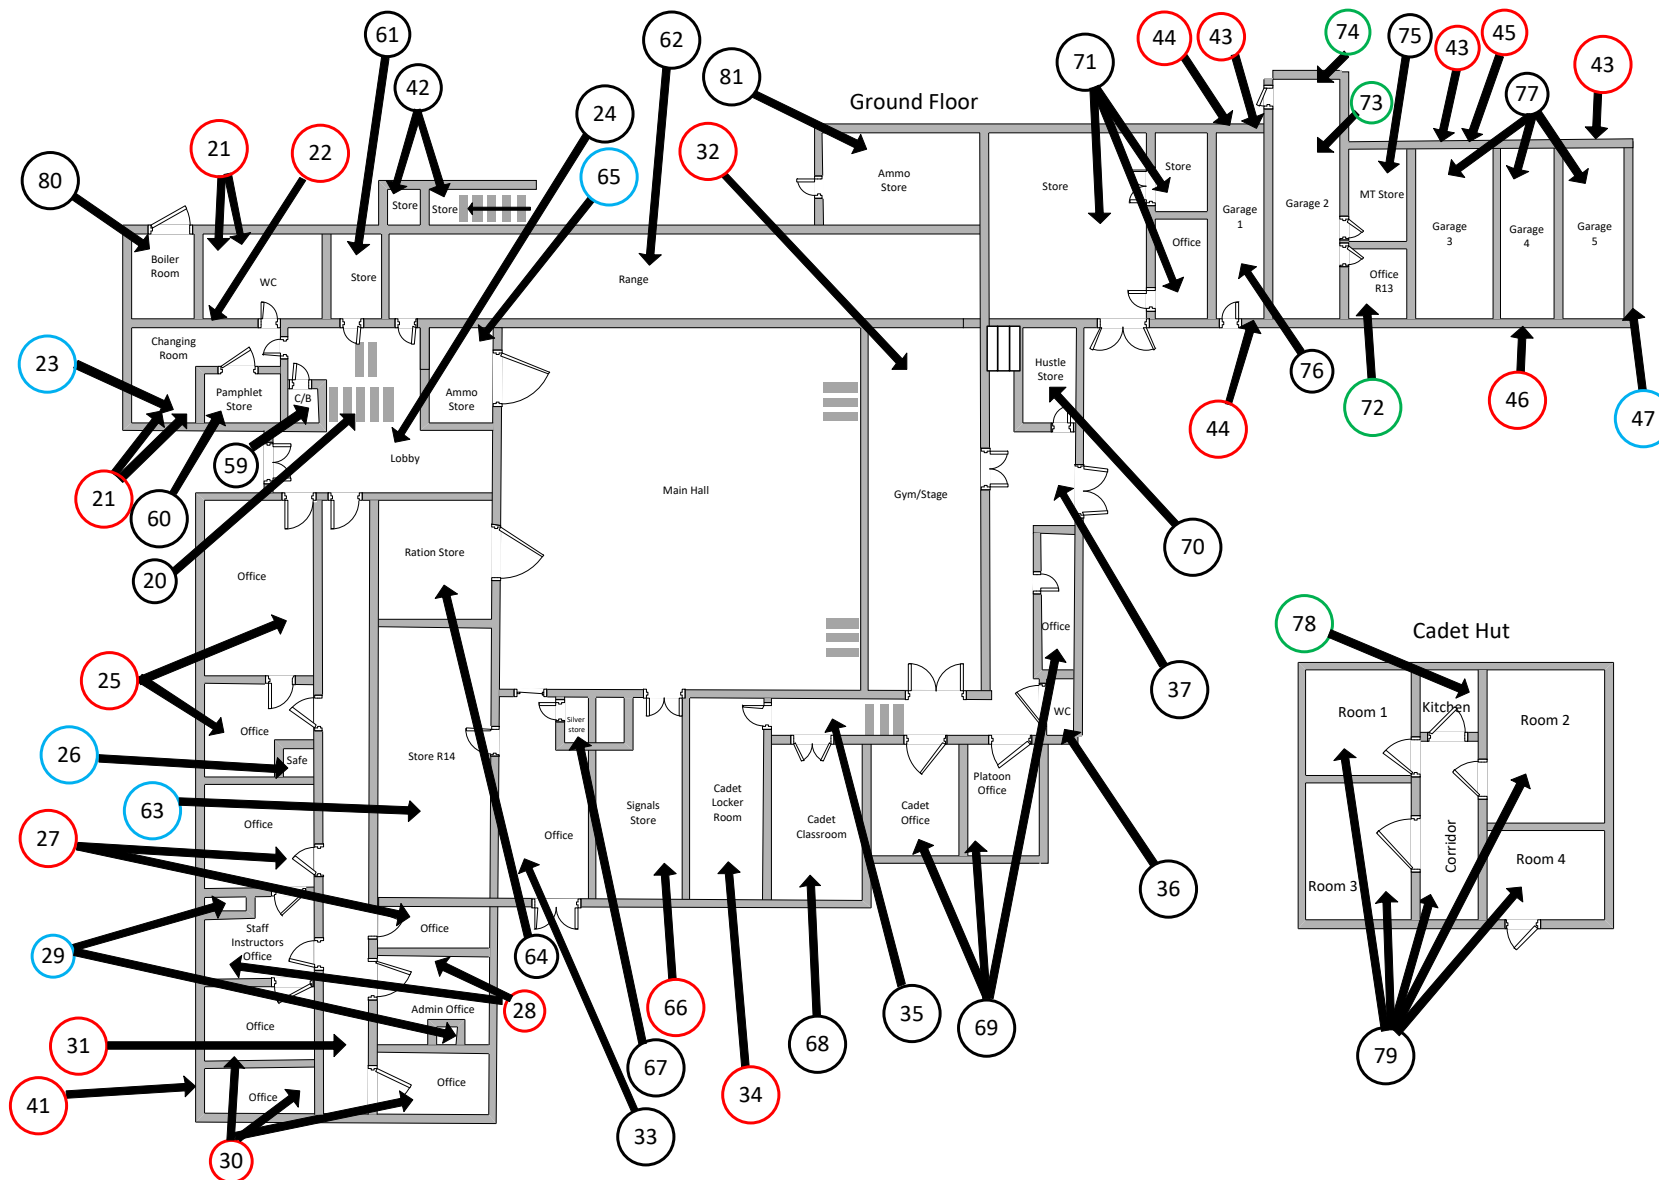 61
62
44
43
74
75
43
45
43
42
81
71
77
Ground Floor
24
73
21
22
32
65
80
Ammo
Store
Store
Store
MT Store
Store
Store
Garage
1
Garage 2
Garage
3
Garage
4
Garage
5
Boiler
Room
WC
Store
Range
Office
Office
R13
23
Changing
Room
Pamphlet
Store
C/B
Ammo
Store
Hustle
Store
76
72
46
47
44
59
Lobby
21
60
Main Hall
Gym/Stage
20
Ration Store
70
Office
78
Cadet Hut
Office
25
37
Office
Safe
26
Store R14
Silver
store
WC
Room 1
Kitchen
Room 2
63
Office
27
Office
Signals
Store
Cadet
Locker
Room
Cadet
Classroom
Cadet
Office
Platoon
Office
36
Corridor
Room 3
Room 4
29
Staff
Instructors
Office
Office
64
28
66
35
69
Admin Office
Office
31
68
67
79
41
Office
Office
34
33
30